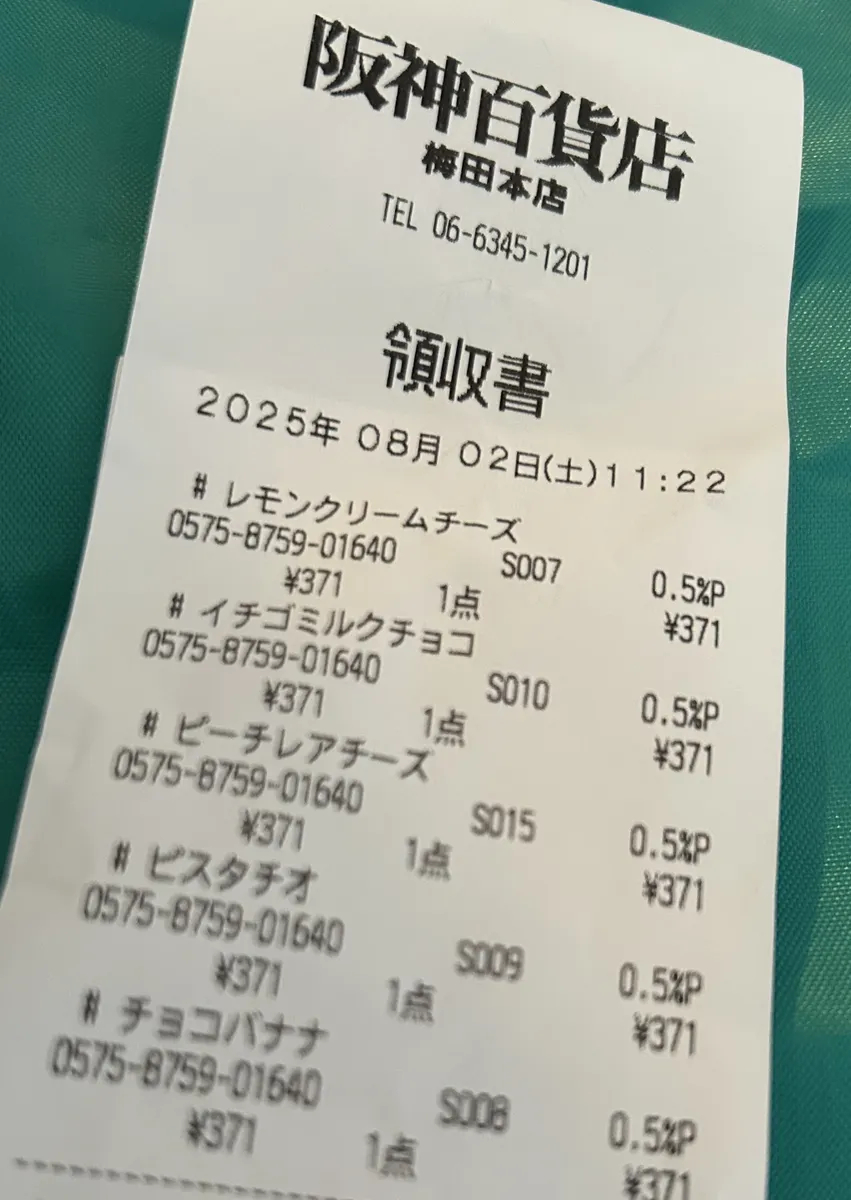 阪神百貨店
梅田本店
TEL 06-6345-1201
領収書
2025年 08月 02日(土)11:22
# レモンクリームチーズ
0575-8759-01640 S007 0.5%P
¥371 1点 ¥371
# イチゴミルクチョコ
0575-8759-01640 S010 0.5%P
¥371 1点 ¥371
# ピーチレアチーズ
0575-8759-01640 S015 0.5%P
¥371 1点 ¥371
# ピスタチオ
0575-8759-01640 S009 0.5%P
¥371 1点 ¥371
# チョコバナナ
0575-8759-01640 S008 0.5%P
¥371 1点 ¥371